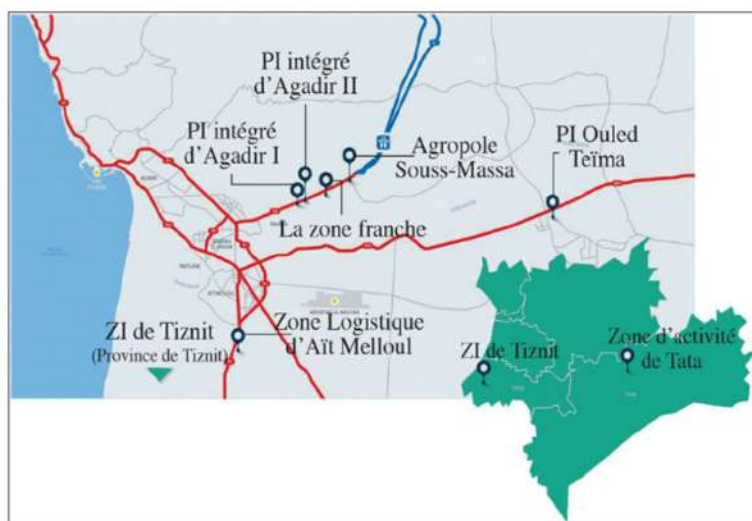 PI intégré
d'Agadir II
PI intégré
d'Agadir I
Agropole
Souss-Massa
PI Ouled
Teïma
La zone franche
ZI de Tiznit
(Province de Tiznit)
Zone Logistique
d'Aït Melloul
ZI de Tiznit
Zone d'activité
de Tata